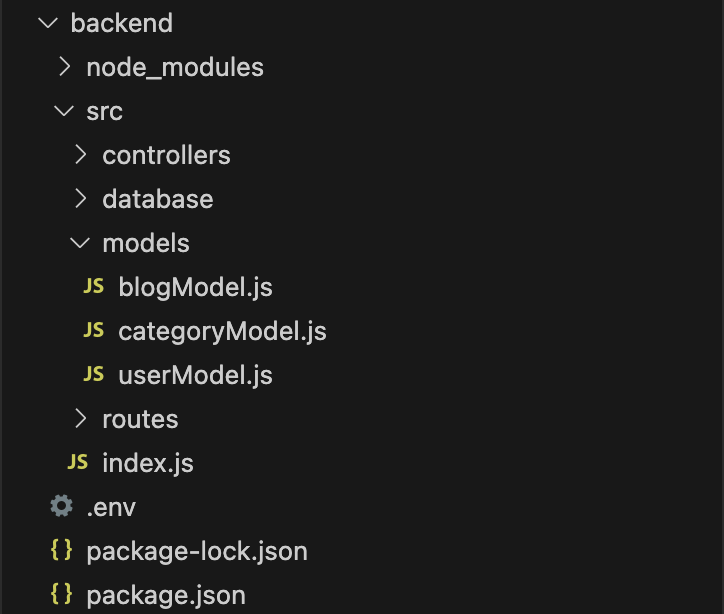 backend
node_modules
src
controllers
database
models
JS blogModel.js
JS categoryModel.js
JS userModel.js
routes
JS index.js
.env
{} package-lock.json
{} package.json